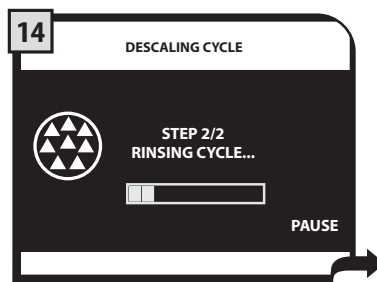 14
DESCALING CYCLE
STEP 2/2
RINSING CYCLE...
PAUSE